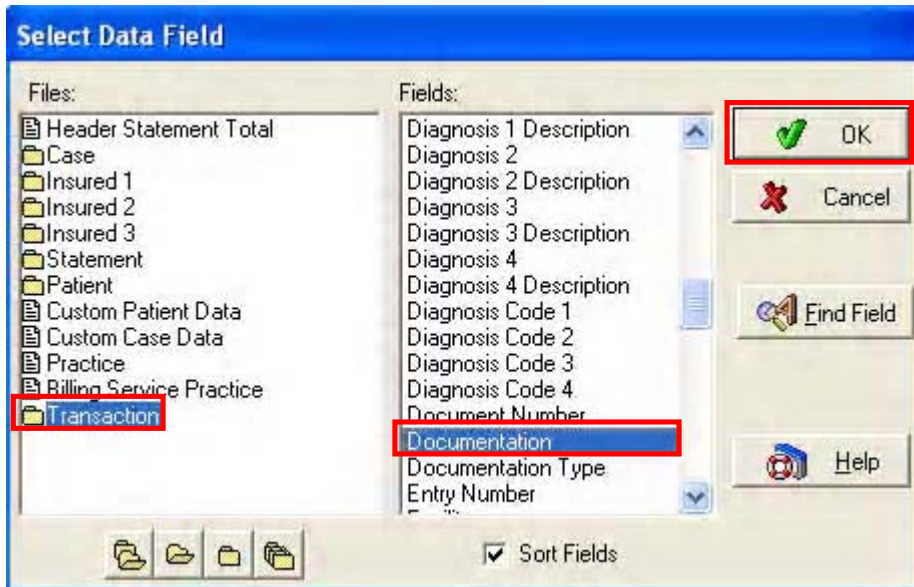 Select Data Field
Files:
Header Statement Total
Case
Insured 1
Insured 2
Insured 3
Statement
Patient
Custom Patient Data
Custom Case Data
Practice
Billing Service Practice
Transaction
Fields:
Diagnosis 1 Description
Diagnosis 2
Diagnosis 2 Description
Diagnosis 3
Diagnosis 3 Description
Diagnosis 4
Diagnosis 4 Description
Diagnosis Code 1
Diagnosis Code 2
Diagnosis Code 3
Diagnosis Code 4
Document Number
Documentation
Documentation Type
Entry Number
Sort Fields
OK
Cancel
Find Field
Help